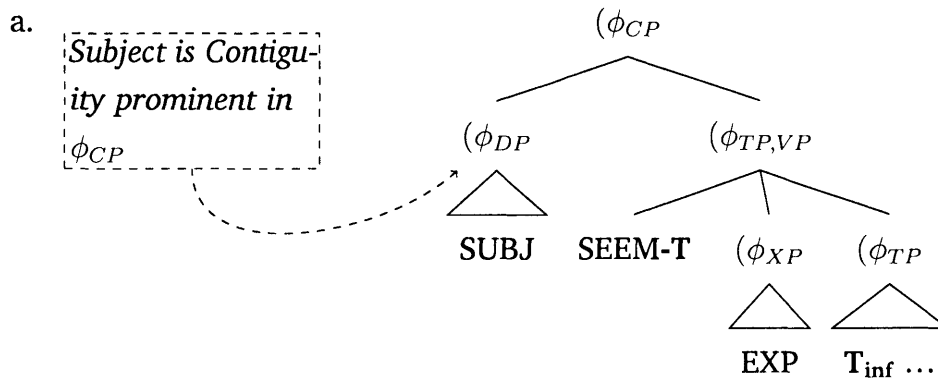 a.
Subject is Contigu-
ity prominent in
ϕCP
(ϕCP
(ϕDP (ϕTP,VP
SUBJ SEEM-T (ϕXP (ϕTP
EXP Tinf …